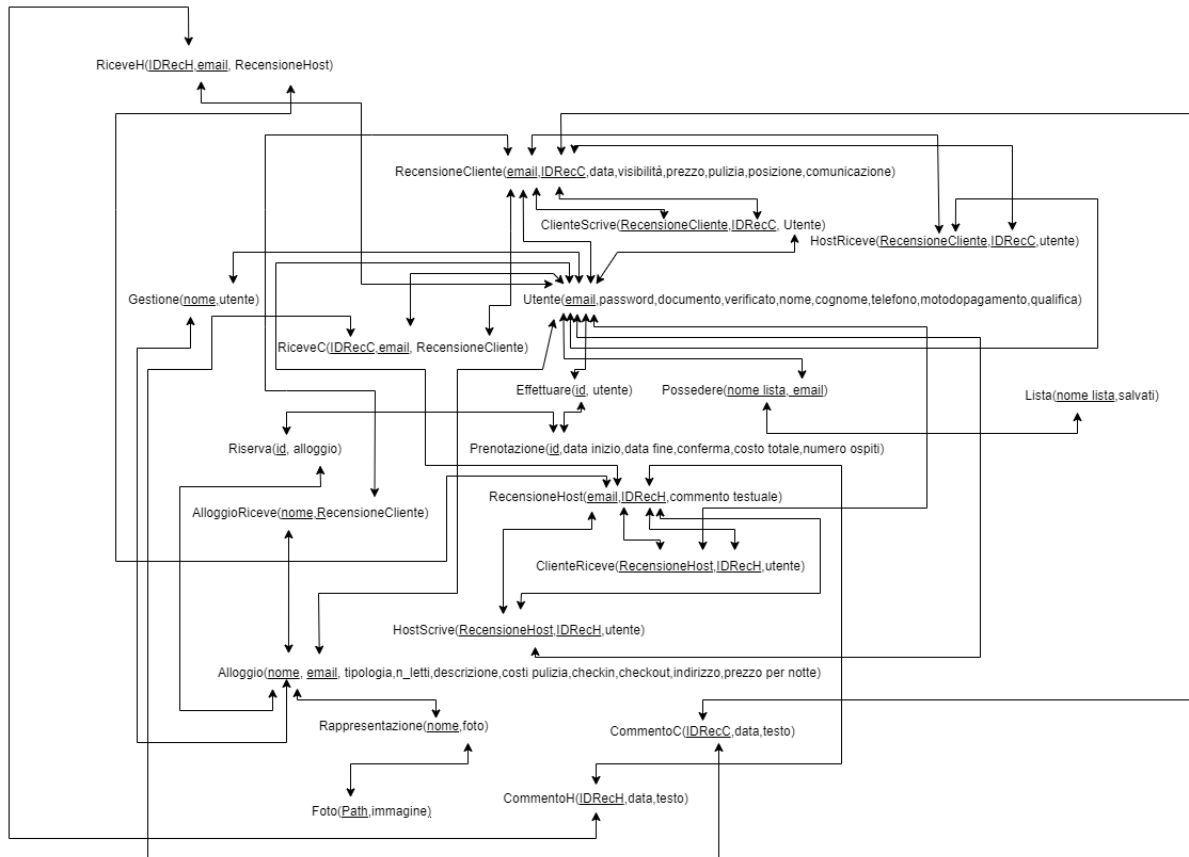 RiceveH(IDRecH,email, RecensioneHost)
RecensioneCliente(email,IDRecC,data,visibilità,prezzo,pulizia,posizione,comunicazione)
ClienteScrive(RecensioneCliente,IDRecC, Utente)
HostRiceve(RecensioneCliente,IDRecC,utente)
Gestione(nome,utente)
Utente(email,password,documento,verificato,nome,cognome,telefono,motodopagamento,qualifica)
RiceveC(IDRecC,email, RecensioneCliente)
Effettuare(id, utente)
Possedere(nome lista, email)
Lista(nome lista,salvati)
Riserva(id, alloggio)
Prenotazione(id,data inizio,data fine,conferma,costo totale,numero ospiti)
RecensioneHost(email,IDRecH,commento testuale)
AlloggioRiceve(nome,RecensioneCliente)
ClienteRiceve(RecensioneHost,IDRecH,utente)
HostScrive(RecensioneHost,IDRecH,utente)
Alloggio(nome, email, tipologia,n_letti,descrizione,costi pulizia,checkin,checkout,indirizzo,prezzo per notte)
Rappresentazione(nome,foto)
CommentoC(IDRecC,data,testo)
CommentoH(IDRecH,data,testo)
Foto(Path,immagine)